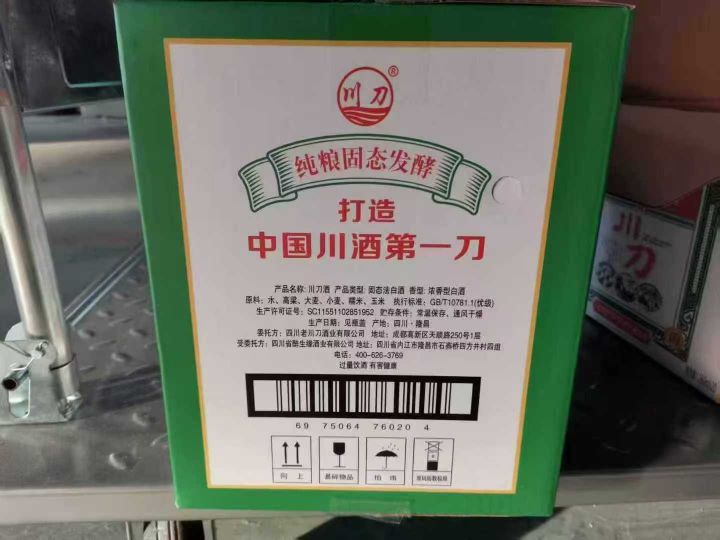 川刀®
纯粮固态发酵
打造
中国川酒第一刀
产品名称: 川刀酒 产品类型: 固态法白酒 香型: 浓香型白酒
原料: 水、高粱、大麦、小麦、糯米、玉米 执行标准: GB/T10781.1(优级)
生产许可证号: SC11551102851952 贮存条件: 常温保存、通风干燥
生产日期: 见瓶盖 产地: 四川·隆昌
委托方: 四川老川刀酒业有限公司 地址: 成都高新区天顺路250号1层
受委托方: 四川省酣生缘酒业有限公司 地址: 四川省内江市隆昌市石燕桥四方井村四组
电话: 400-626-3769
过量饮酒 有害健康
69 75064 76020 4
向上 易碎物品 怕雨
川
刀